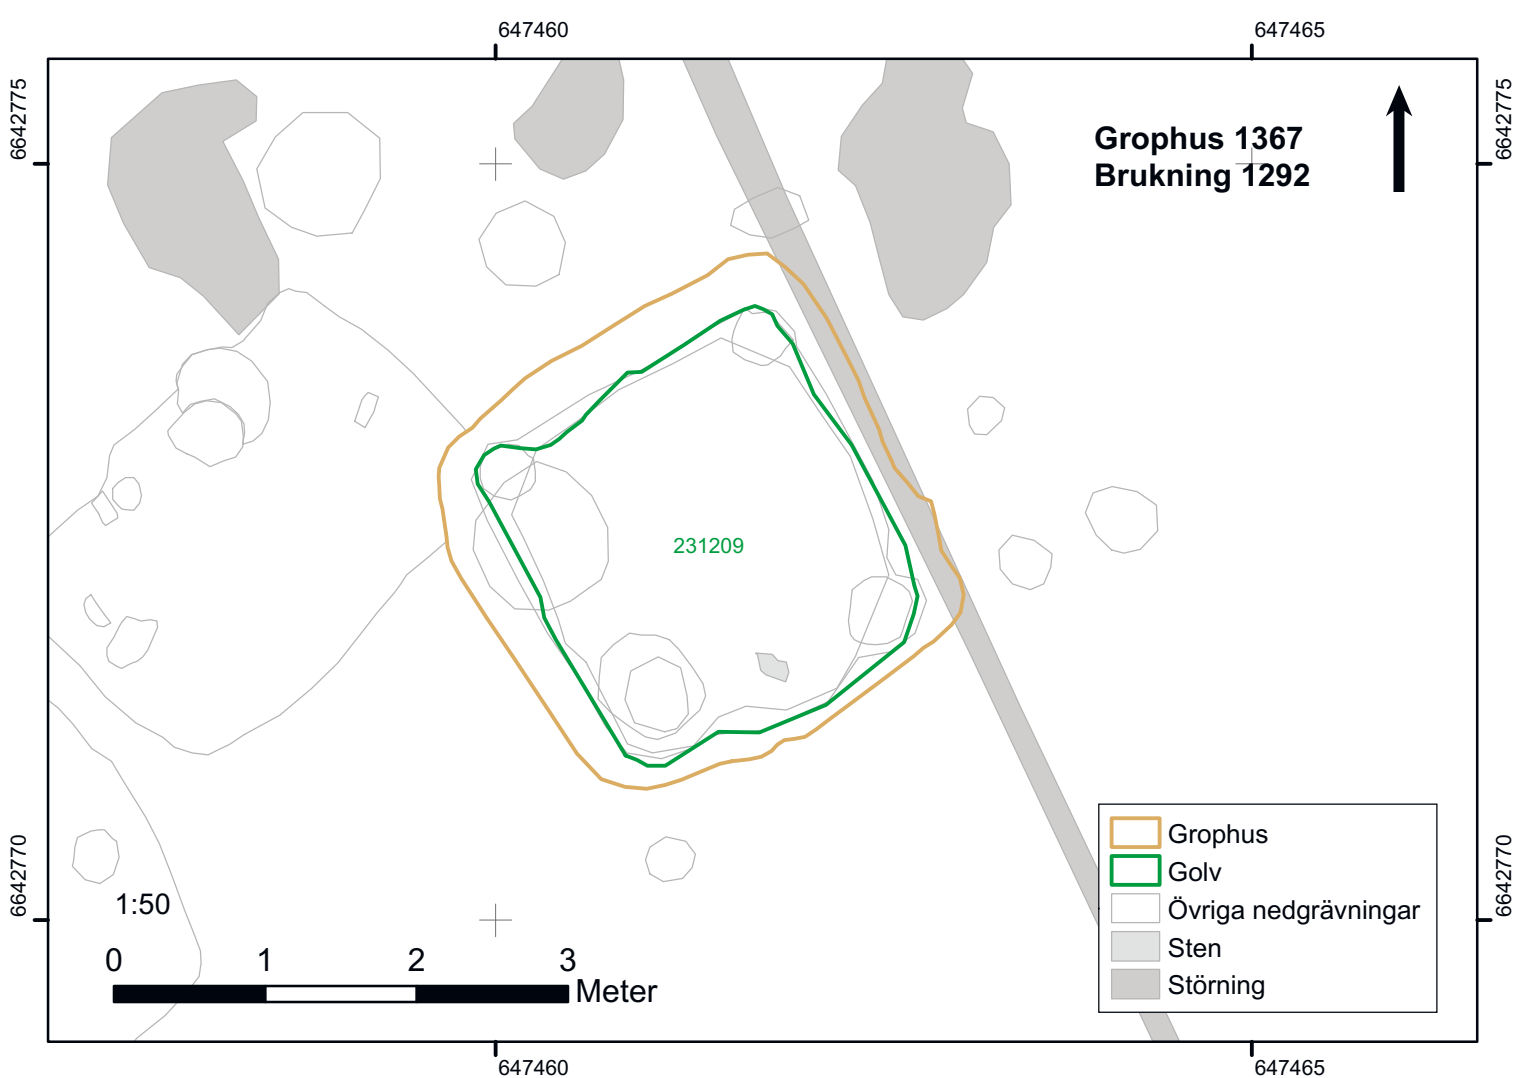 647460
647465
6642775
6642775
Grophus 1367
Brukning 1292
231209
6642770
6642770
1:50
0 1 2 3
Meter
Grophus
Golv
Övriga nedgrävningar
Sten
Störning
647460
647465